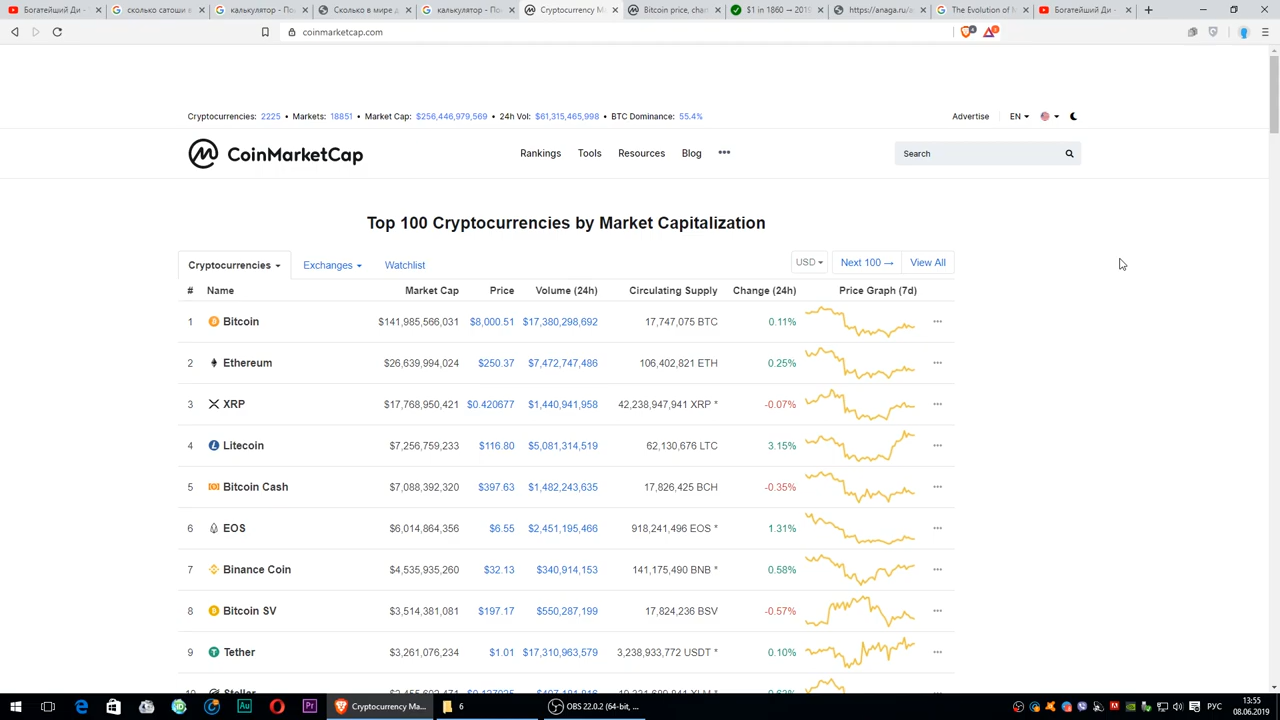 Богатейший Ди -
сколько сатоши в
калькулятор - По
Сколько в мире д
калькулятор - По
Cryptocurrency M
Bitcoin price, chan
$1 in 1860 — 2019
https://anaga.ru/
The Evolution of M
Богатейший Ди -
coinmarketcap.com
Cryptocurrencies: 2225 • Markets: 18851 • Market Cap: $256,446,979,569 • 24h Vol: $61,315,465,998 • BTC Dominance: 55.4%
Advertise EN
CoinMarketCap
Rankings Tools Resources Blog •••
Search
Top 100 Cryptocurrencies by Market Capitalization
Cryptocurrencies Exchanges Watchlist USD Next 100 → View All
# Name Market Cap Price Volume (24h) Circulating Supply Change (24h) Price Graph (7d)
1 Bitcoin $141,985,566,031 $8,000.51 $17,380,298,692 17,747,075 BTC 0.11%
2 Ethereum $26,639,994,024 $250.37 $7,472,747,486 106,402,821 ETH 0.25%
3 XRP $17,768,950,421 $0.420677 $1,440,941,958 42,238,947,941 XRP * -0.07%
4 Litecoin $7,256,759,233 $116.80 $5,081,314,519 62,130,676 LTC 3.15%
5 Bitcoin Cash $7,088,392,320 $397.63 $1,482,243,635 17,826,425 BCH -0.35%
6 EOS $6,014,864,356 $6.55 $2,451,195,466 918,241,496 EOS * 1.31%
7 Binance Coin $4,535,935,260 $32.13 $340,914,153 141,175,490 BNB * 0.58%
8 Bitcoin SV $3,514,381,081 $197.17 $550,287,199 17,824,236 BSV -0.57%
9 Tether $3,261,076,234 $1.01 $17,310,963,579 3,238,933,772 USDT * 0.10%
Cryptocurrency Ma...
6
OBS 22.0.2 (64-bit, ...
РУС
13:55
08.06.2019